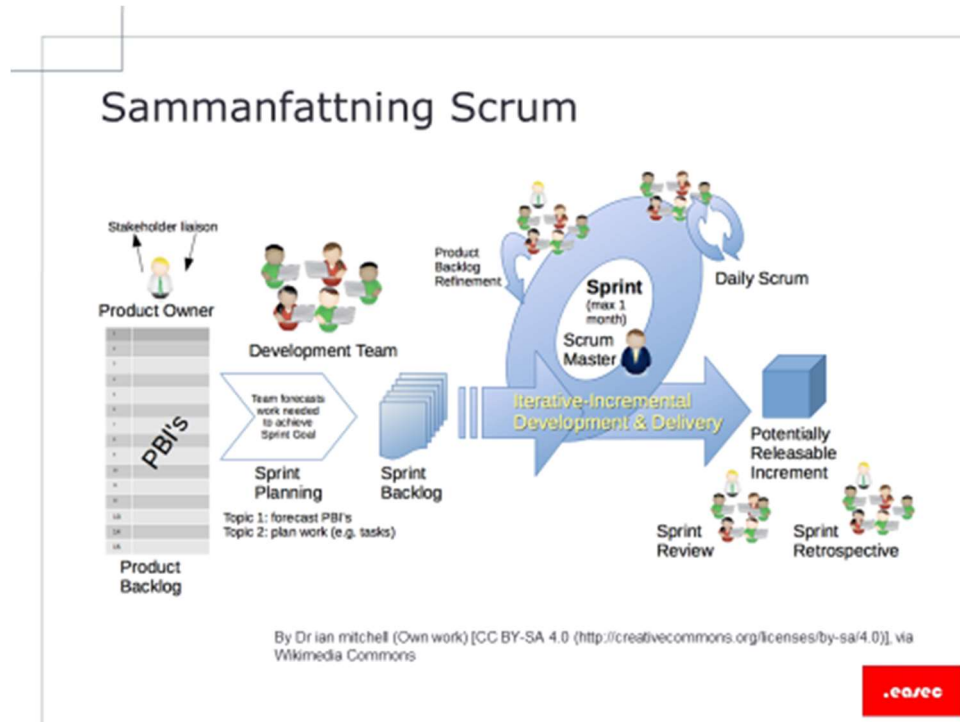 Sammanfattning Scrum
Stakeholder liaison
Product Owner
PBI's
Product
Backlog
Development Team
Team forecasts
work needed
to achieve
Sprint Goal
Sprint
Planning
Topic 1: forecast PBI's
Topic 2: plan work (e.g. tasks)
Sprint
Backlog
Product
Backlog
Refinement
Sprint
(max 1
month)
Scrum
Master
Daily Scrum
Iterative-Incremental
Development & Delivery
Potentially
Releasable
Increment
Sprint
Review
Sprint
Retrospective
By Dr ian mitchell (Own work) [CC BY-SA 4.0 (http://creativecommons.org/licenses/by-sa/4.0)], via
Wikimedia Commons
.easec